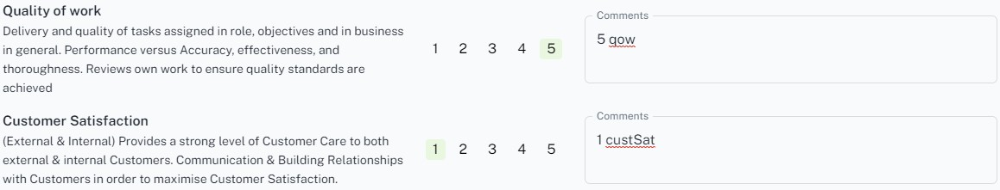 Quality of work
Delivery and quality of tasks assigned in role, objectives and in business
in general. Performance versus Accuracy, effectiveness, and
thoroughness. Reviews own work to ensure quality standards are
achieved
1 2 3 4 5
Comments
5 qow
Customer Satisfaction
(External & Internal) Provides a strong level of Customer Care to both
external & internal Customers. Communication & Building Relationships
with Customers in order to maximise Customer Satisfaction.
1 2 3 4 5
Comments
1 custSat